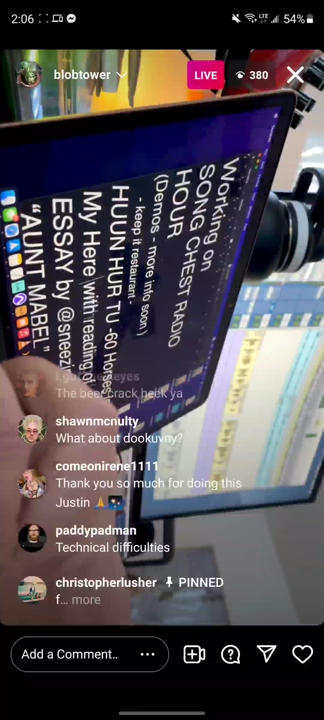 2:06
LTE
54%
blobtower
LIVE
380
Working on
SONG CHEST RADIO
HOUR
(Demos - more info soon)
- keep it restaurant -
HUUN HUR TU -60 Horses
My Here with reading
ESSAY by @sneezi
"AUNT MABEL"
The beer crack heck ya
shawnmcnulty
What about dookuvny?
comeonirene1111
Thank you so much for doing this
Justin
paddypadman
Technical difficulties
christopherlusher PINNED
f... more
Add a Comment...